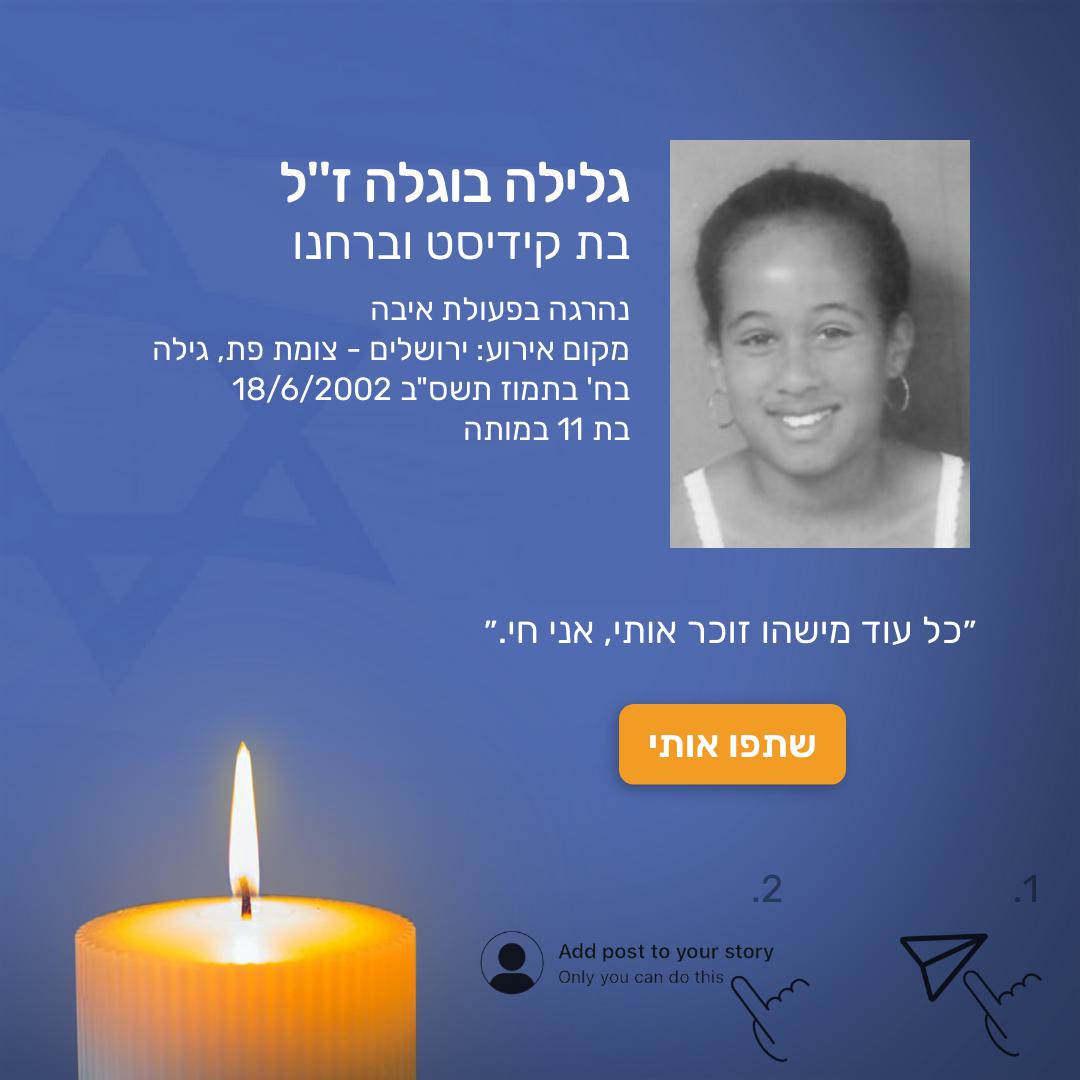 גלילה בוגלה ז"ל
בת קידיסט וברחנו
נהרגה בפעולת איבה
מקום אירוע: ירושלים - צומת פת, גילה
בח' בתמוז תשס"ב 18/6/2002
בת 11 במותה
״כל עוד מישהו זוכר אותי, אני חי.״
שתפו אותי
.1
.2
Add post to your story
Only you can do this